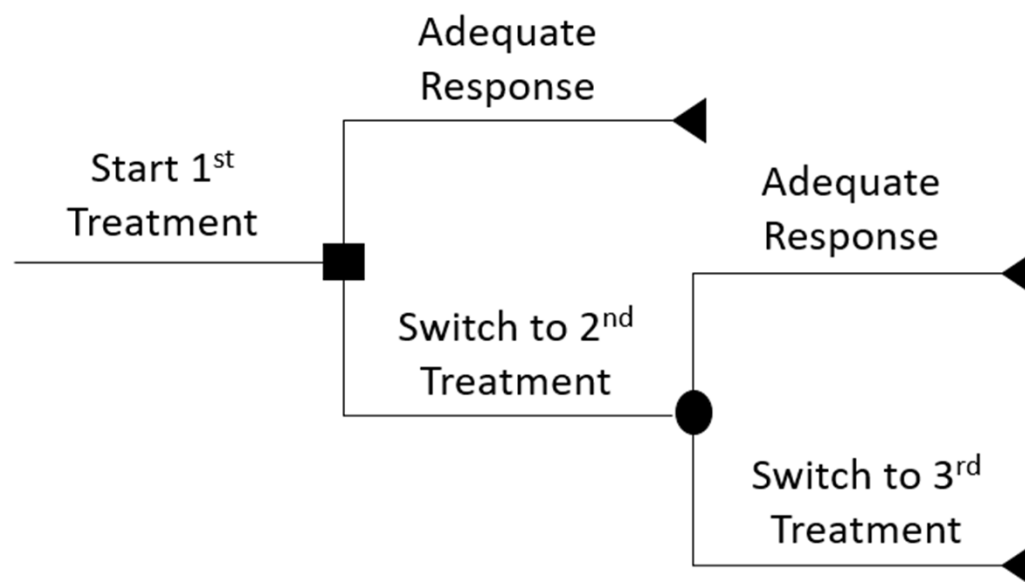 Adequate
Response
Start 1st
Treatment
Adequate
Response
Switch to 2nd
Treatment
Switch to 3rd
Treatment